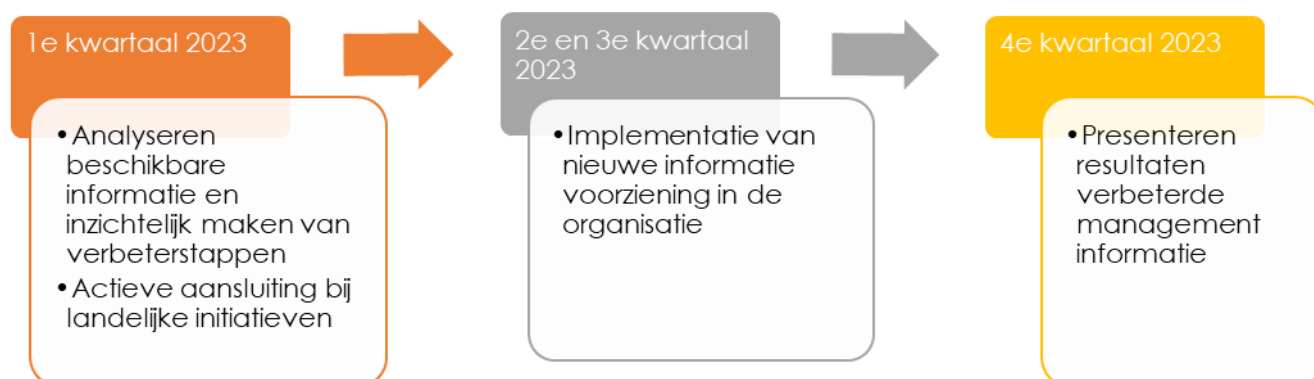 1e kwartaal 2023
•Analyseren
beschikbare
informatie en
inzichtelijk maken van
verbeterstappen
•Actieve aansluiting bij
landelijke initiatieven
2e en 3e kwartaal
2023
•Implementatie van
nieuwe informatie
voorziening in de
organisatie
4e kwartaal 2023
•Presenteren
resultaten
verbeterde
management
informatie